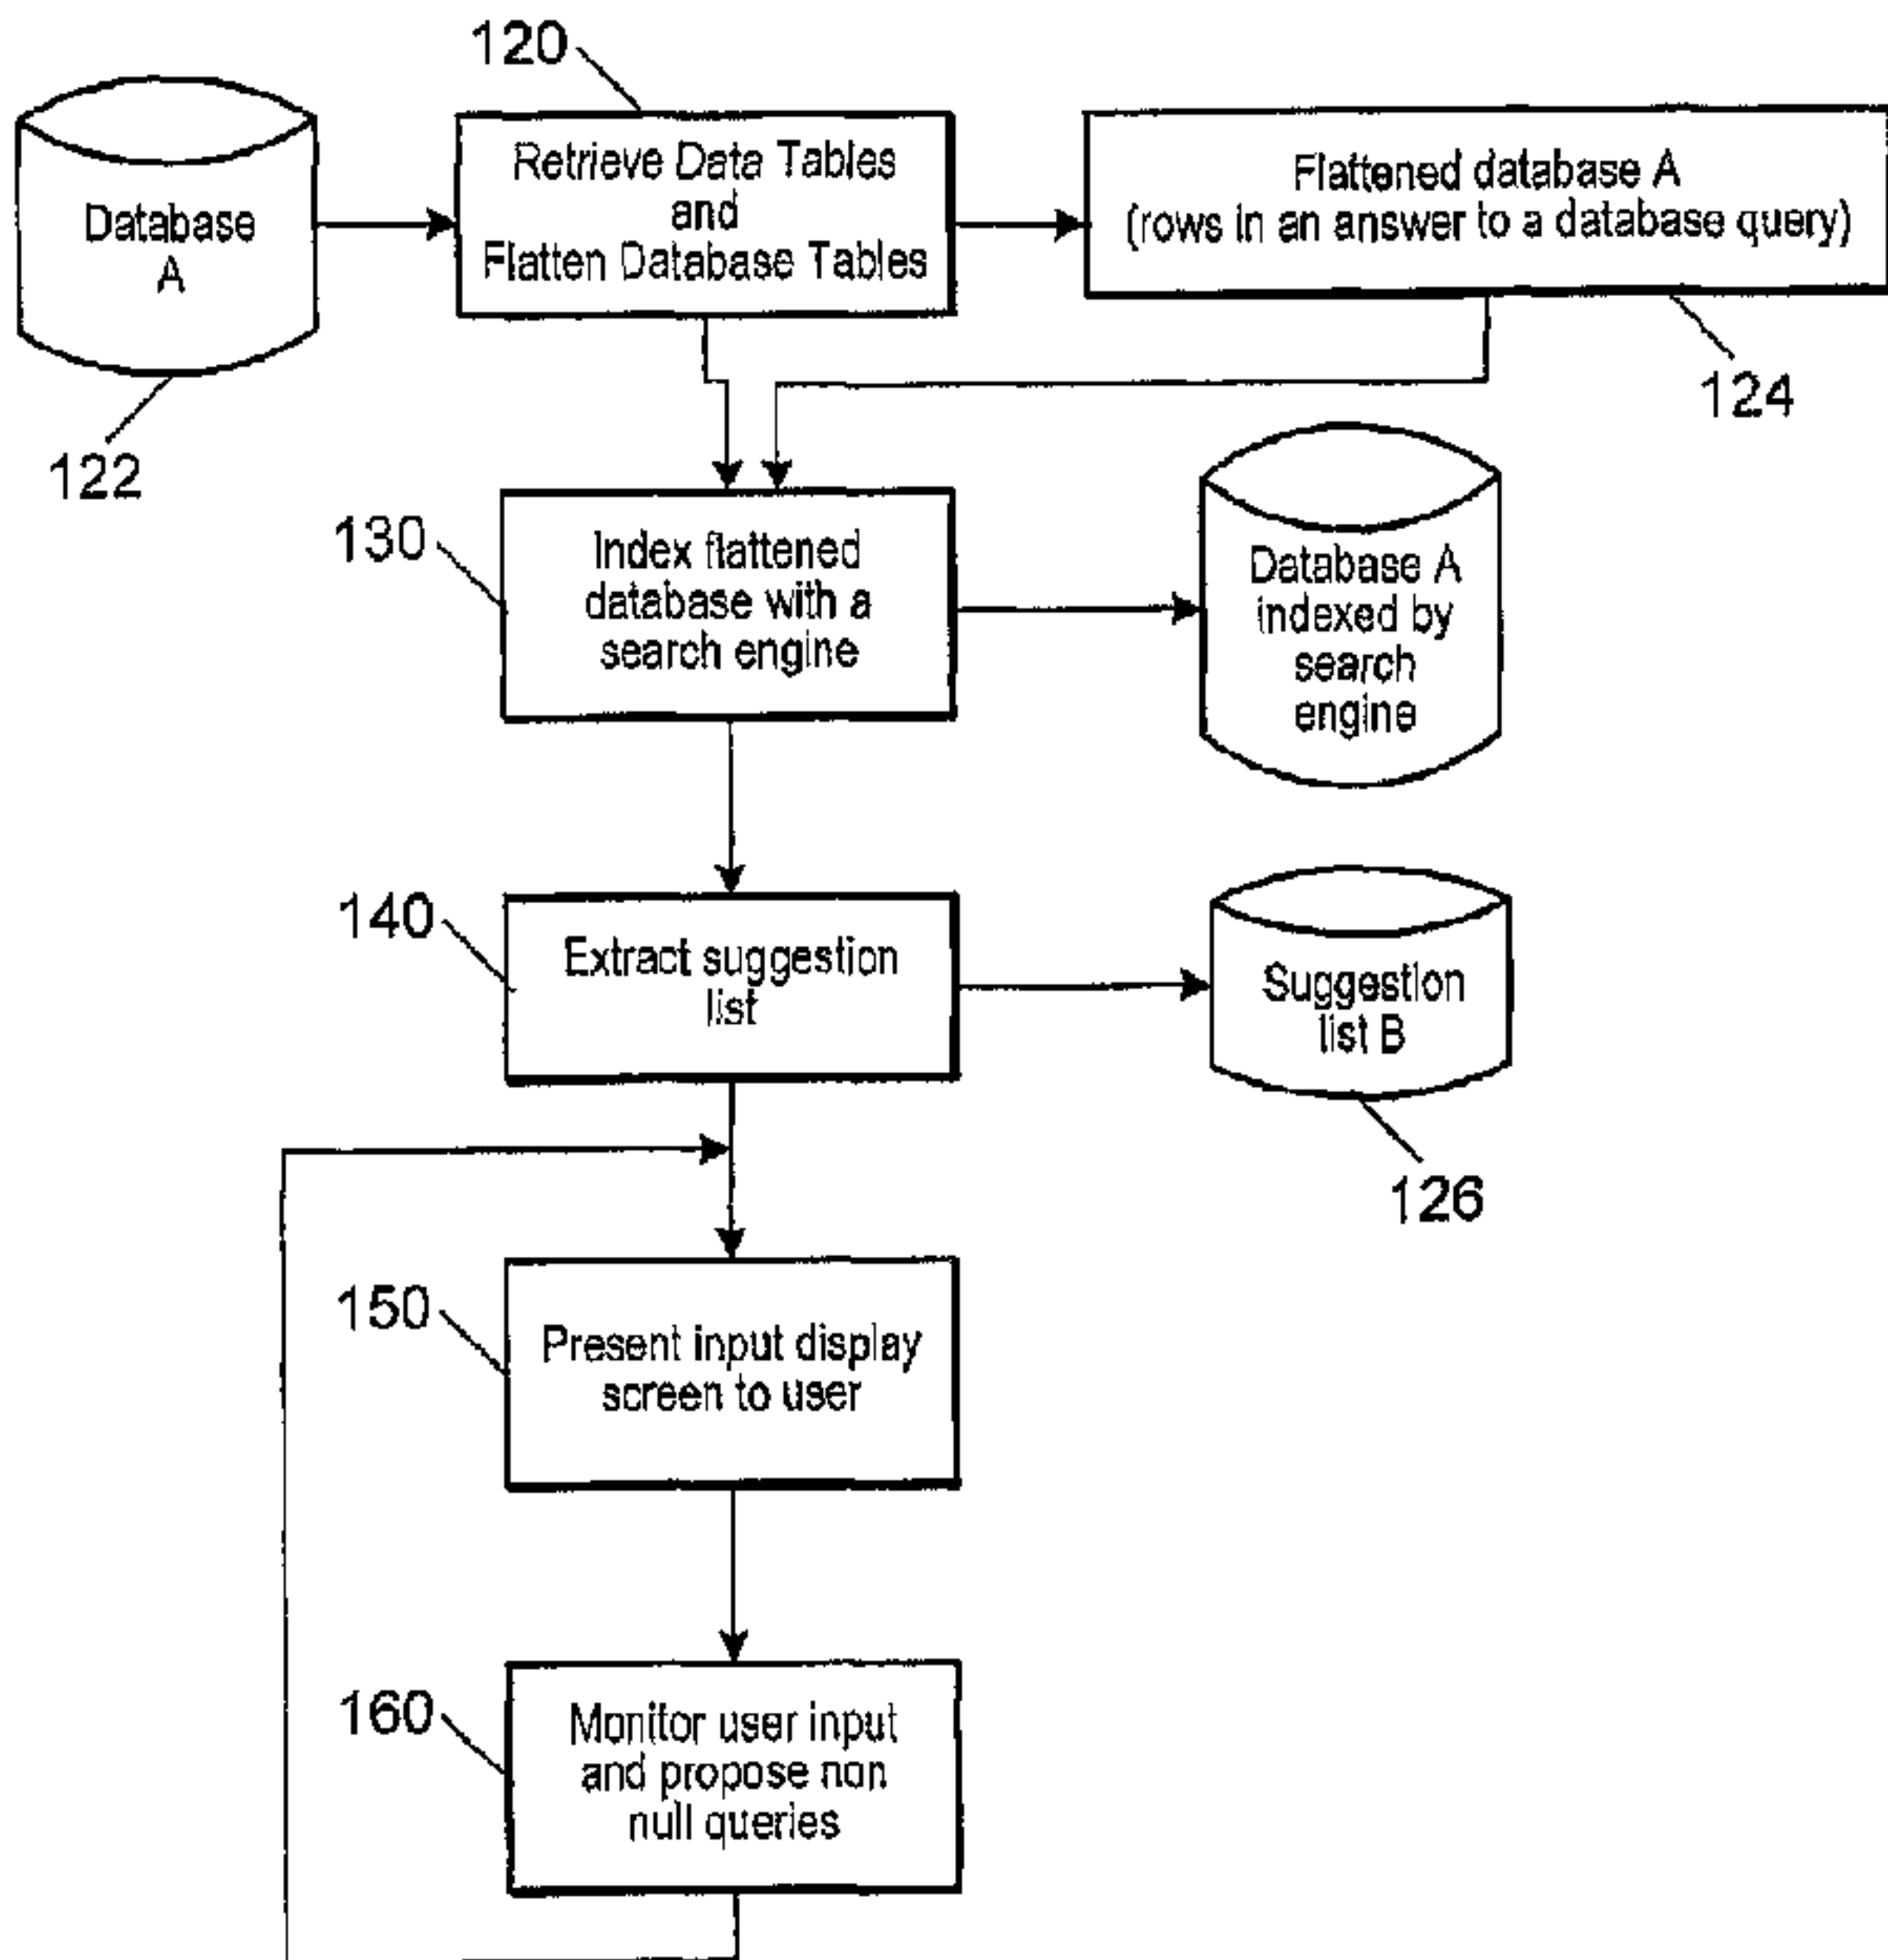 120
Database
A
Retrieve Data Tables
and
Flatten Database Tables
Flattened database A
(rows in an answer to a database query)
122
124
130
Index flattened
database with a
search engine
Database A
indexed by
search
engine
140
Extract suggestion
list
Suggestion
list B
126
150
Present input display
screen to user
160
Monitor user input
and propose non
null queries